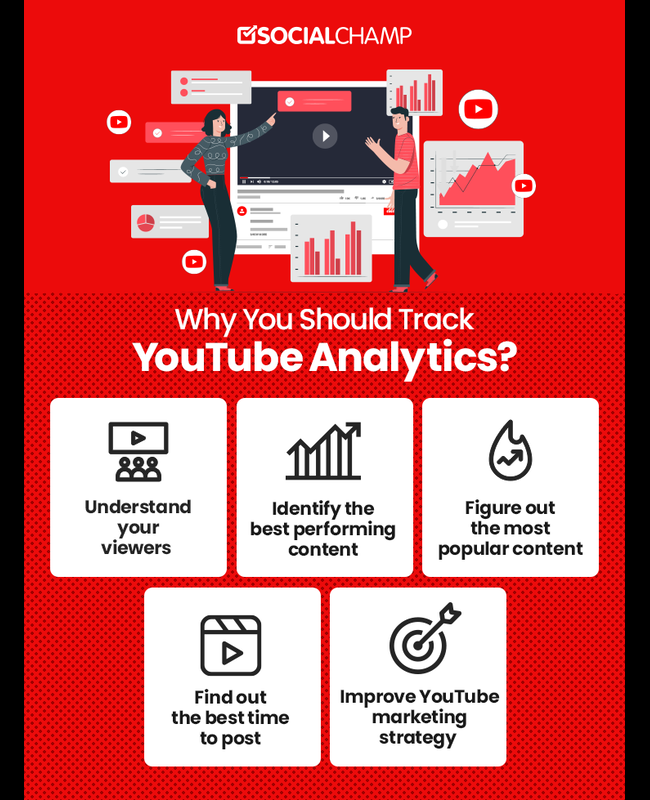 SOCIALCHAMP
Why You Should Track
YouTube Analytics?
Understand
your
viewers
Identify the
best performing
content
Figure out
the most
popular content
Find out
the best time
to post
Improve YouTube
marketing
strategy